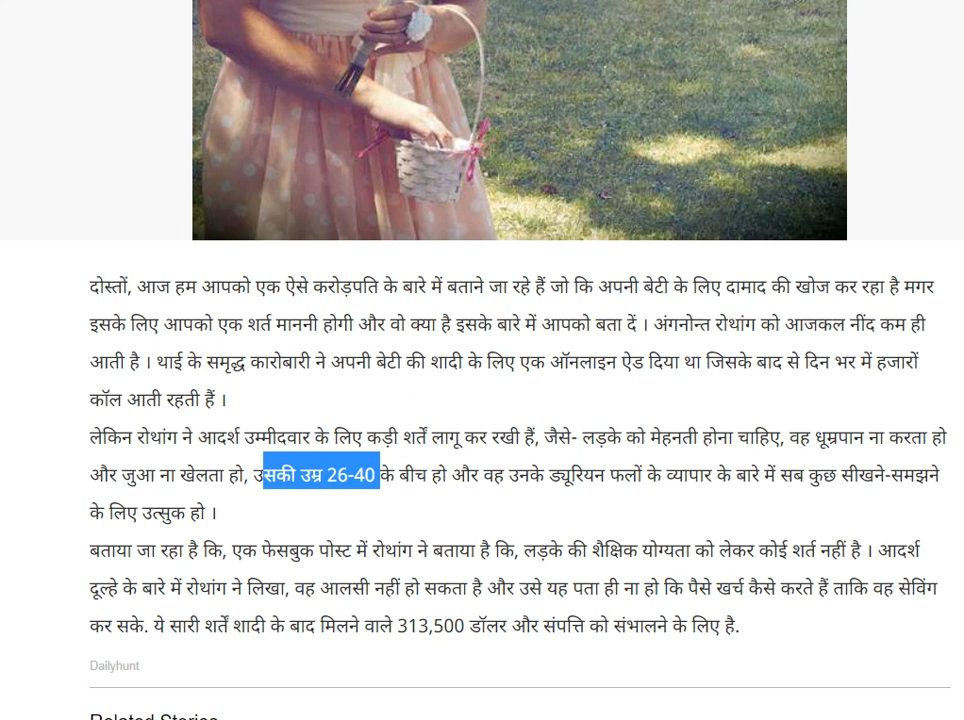 दोस्तों, आज हम आपको एक ऐसे करोड़पति के बारे में बताने जा रहे हैं जो कि अपनी बेटी के लिए दामाद की खोज कर रहा है मगर
इसके लिए आपको एक शर्त माननी होगी और वो क्या है इसके बारे में आपको बता दें । अंगनोन्त रोथांग को आजकल नींद कम ही
आती है । थाई के समृद्ध कारोबारी ने अपनी बेटी की शादी के लिए एक ऑनलाइन ऐड दिया था जिसके बाद से दिन भर में हजारों
कॉल आती रहती हैं ।
लेकिन रोथांग ने आदर्श उम्मीदवार के लिए कड़ी शर्तें लागू कर रखी हैं, जैसे- लड़के को मेहनती होना चाहिए, वह धूम्रपान ना करता हो
और जुआ ना खेलता हो, उसकी उम्र 26-40 के बीच हो और वह उनके ड्यूरियन फलों के व्यापार के बारे में सब कुछ सीखने-समझने
के लिए उत्सुक हो ।
बताया जा रहा है कि, एक फेसबुक पोस्ट में रोथांग ने बताया है कि, लड़के की शैक्षिक योग्यता को लेकर कोई शर्त नहीं है । आदर्श
दूल्हे के बारे में रोथांग ने लिखा, वह आलसी नहीं हो सकता है और उसे यह पता ही ना हो कि पैसे खर्च कैसे करते हैं ताकि वह सेविंग
कर सके. ये सारी शर्तें शादी के बाद मिलने वाले 313,500 डॉलर और संपत्ति को संभालने के लिए है.
Dailyhunt
Related Stories